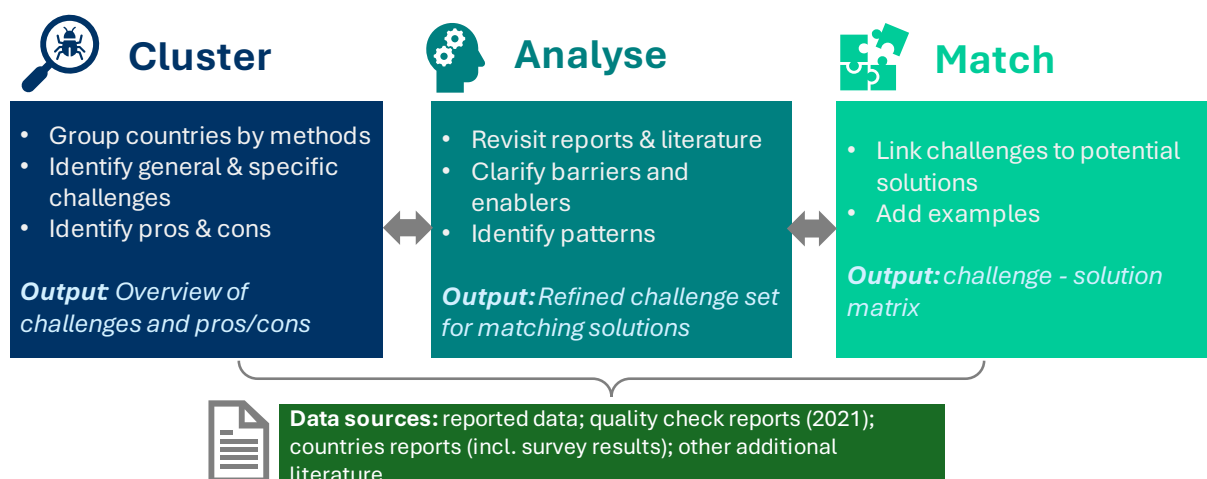 Cluster
• Group countries by methods
• Identify general & specific
challenges
• Identify pros & cons
Output: Overview of
challenges and pros/cons
Analyse
• Revisit reports & literature
• Clarify barriers and
enablers
• Identify patterns
Output: Refined challenge set
for matching solutions
Match
• Link challenges to potential
solutions
• Add examples
Output: challenge - solution
matrix
Data sources: reported data; quality check reports (2021);
countries reports (incl. survey results); other additional
literature